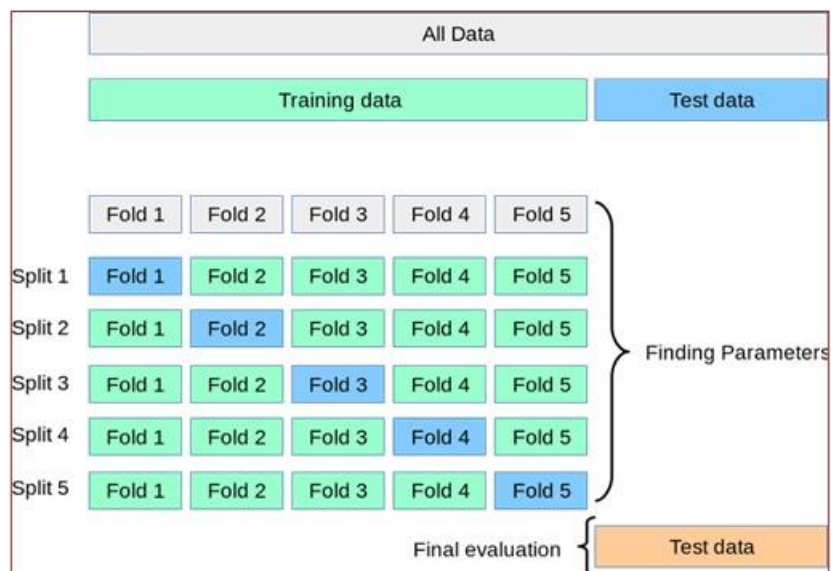 All Data
Training data Test data
Fold 1 Fold 2 Fold 3 Fold 4 Fold 5
Split 1 Fold 1 Fold 2 Fold 3 Fold 4 Fold 5
Split 2 Fold 1 Fold 2 Fold 3 Fold 4 Fold 5
Finding Parameters
Split 3 Fold 1 Fold 2 Fold 3 Fold 4 Fold 5
Split 4 Fold 1 Fold 2 Fold 3 Fold 4 Fold 5
Split 5 Fold 1 Fold 2 Fold 3 Fold 4 Fold 5
Final evaluation Test data